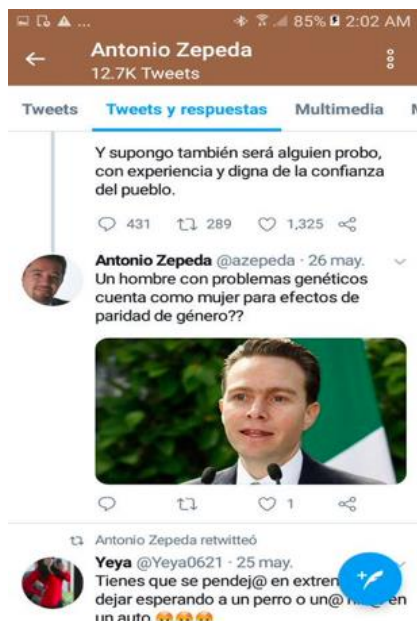 ... 85% 2:02 AM
Antonio Zepeda
12.7K Tweets
Tweets Tweets y respuestas Multimedia
Y supongo también será alguien probo,
con experiencia y digna de la confianza
del pueblo.
431 289 1,325
Antonio Zepeda @azepeda · 26 may.
Un hombre con problemas genéticos
cuenta como mujer para efectos de
paridad de género??
1
Antonio Zepeda retwitteó
Yeya @Yeya0621 · 25 may.
Tienes que se pendej@ en
dejar esperando a un perro o un@ en
un auto